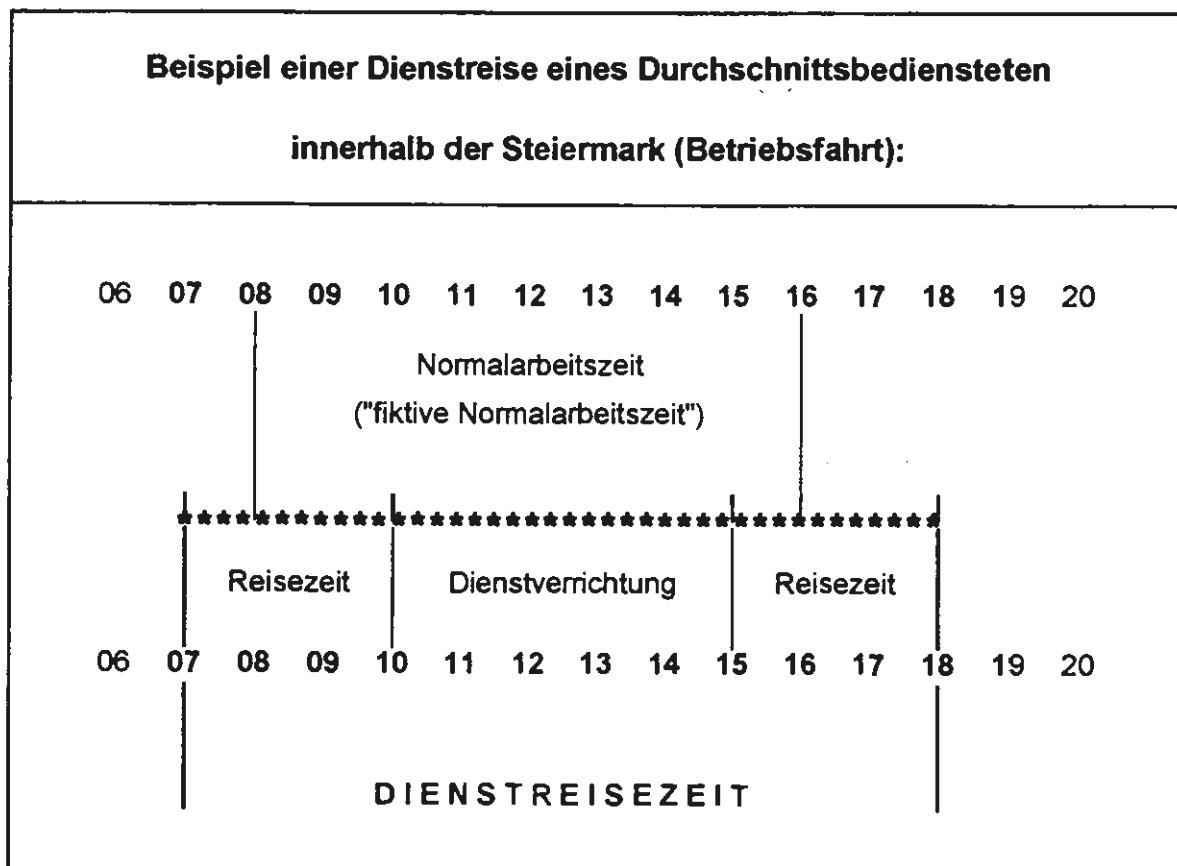 Beispiel einer Dienstreise eines Durchschnittsbediensteten
innerhalb der Steiermark (Betriebsfahrt):
06 07 08 09 10 11 12 13 14 15 16 17 18 19 20
Normalarbeitszeit
("fiktive Normalarbeitszeit")
****************************************
Reisezeit Dienstverrichtung Reisezeit
06 07 08 09 10 11 12 13 14 15 16 17 18 19 20
DIENSTREISEZEIT